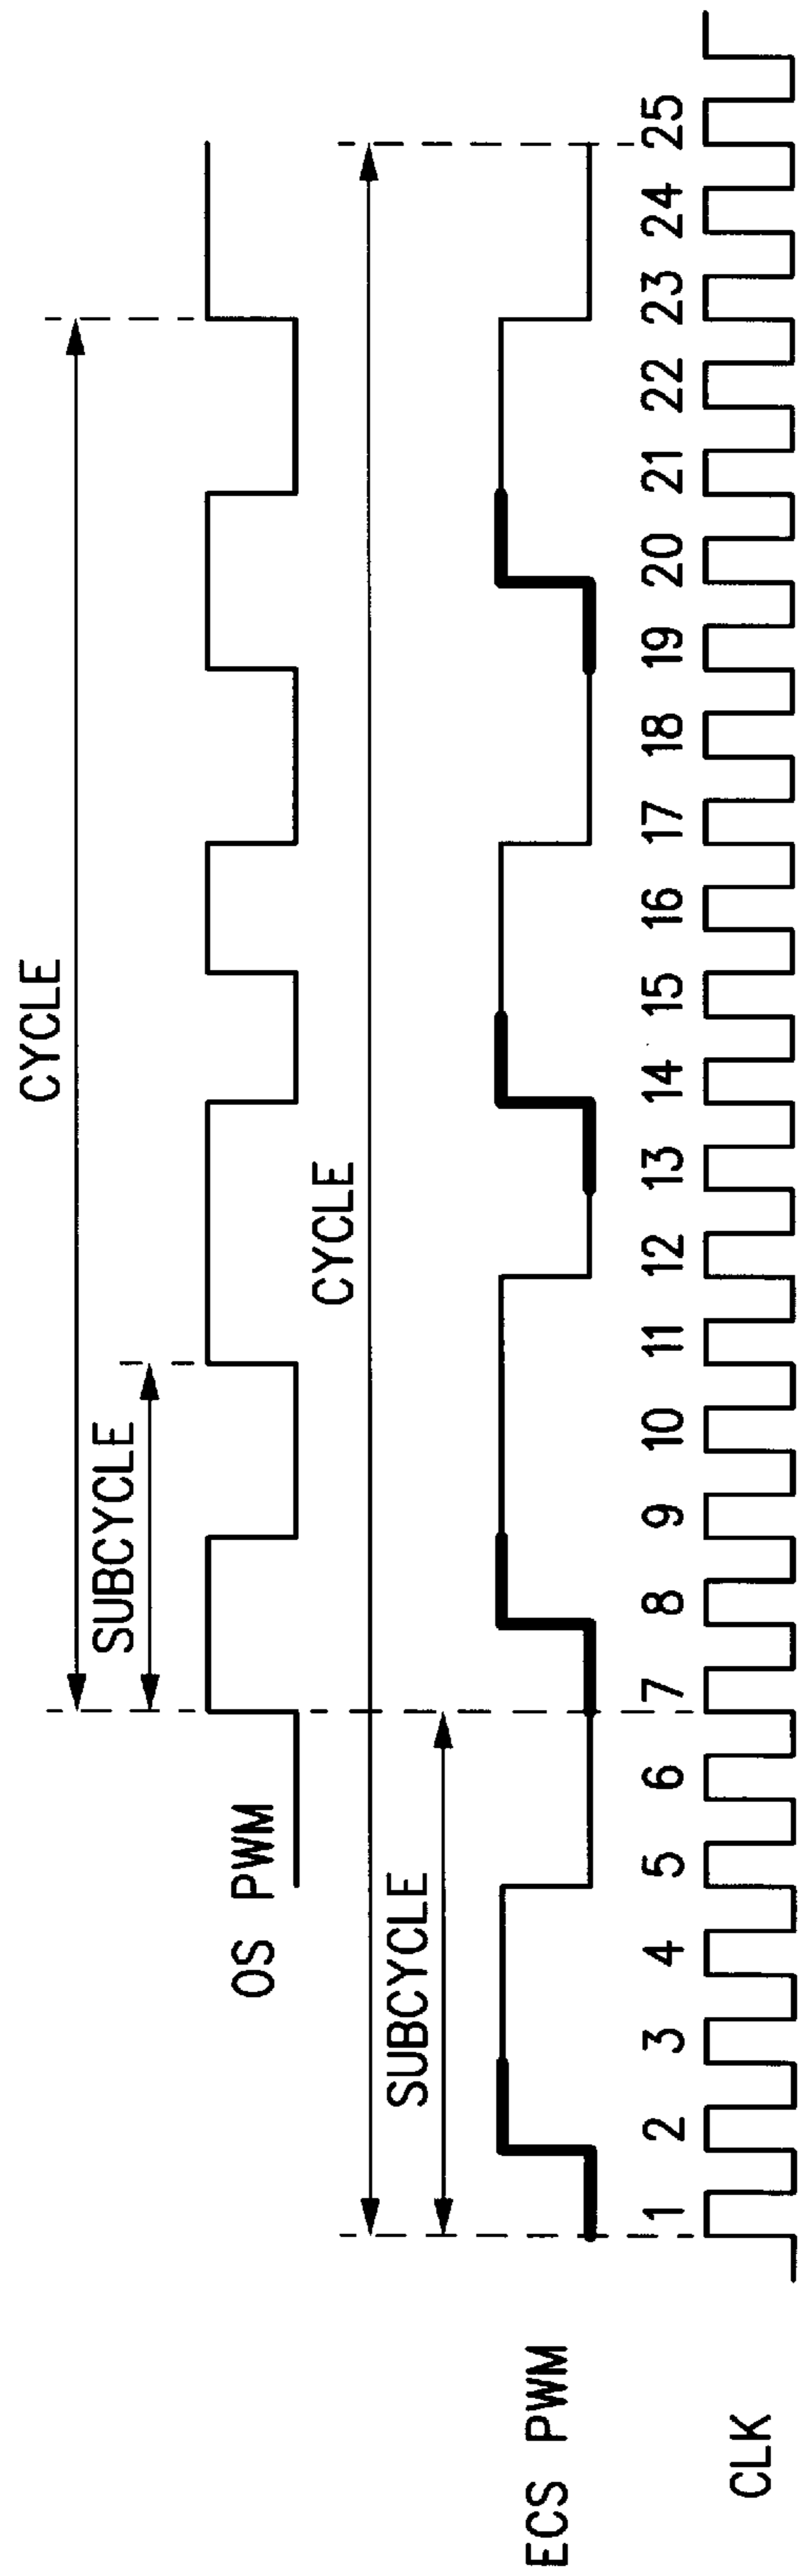 CYCLE
SUBCYCLE
OS PWM
CYCLE
SUBCYCLE
ECS PWM
1 2 3 4 5 6 7 8 9 10 11 12 13 14 15 16 17 18 19 20 21 22 23 24 25
CLK